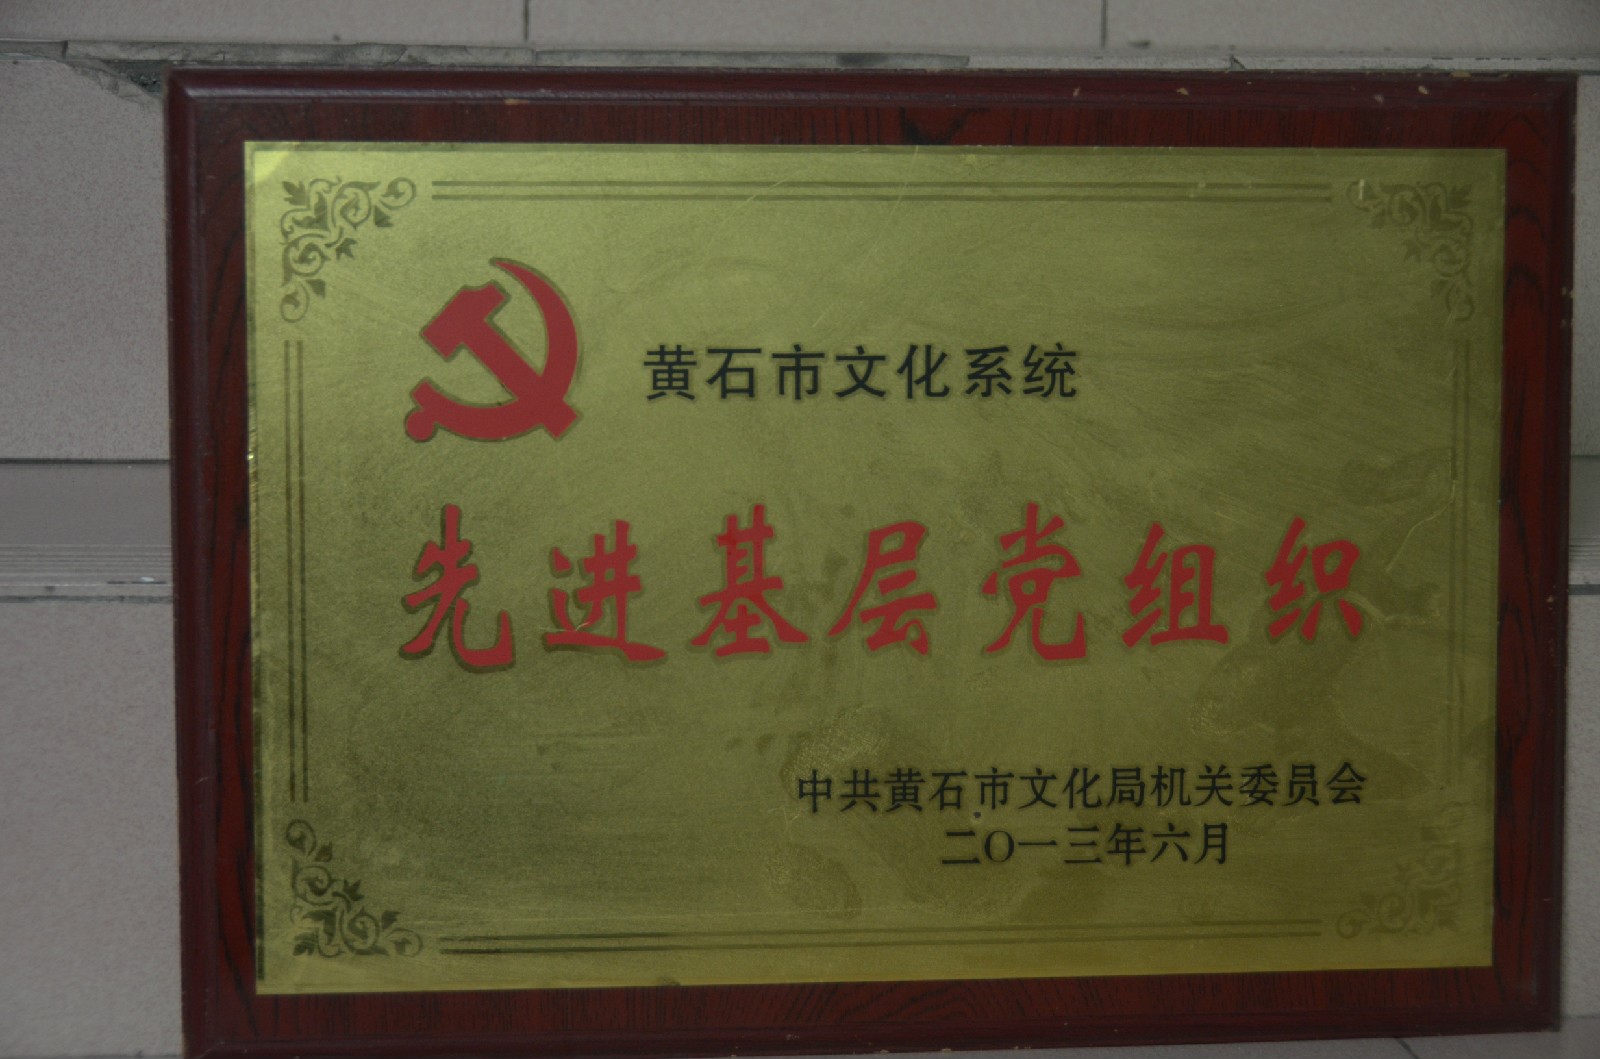 黄石市文化系统
先进基层党组织
中共黄石市文化局机关委员会
二〇一三年六月